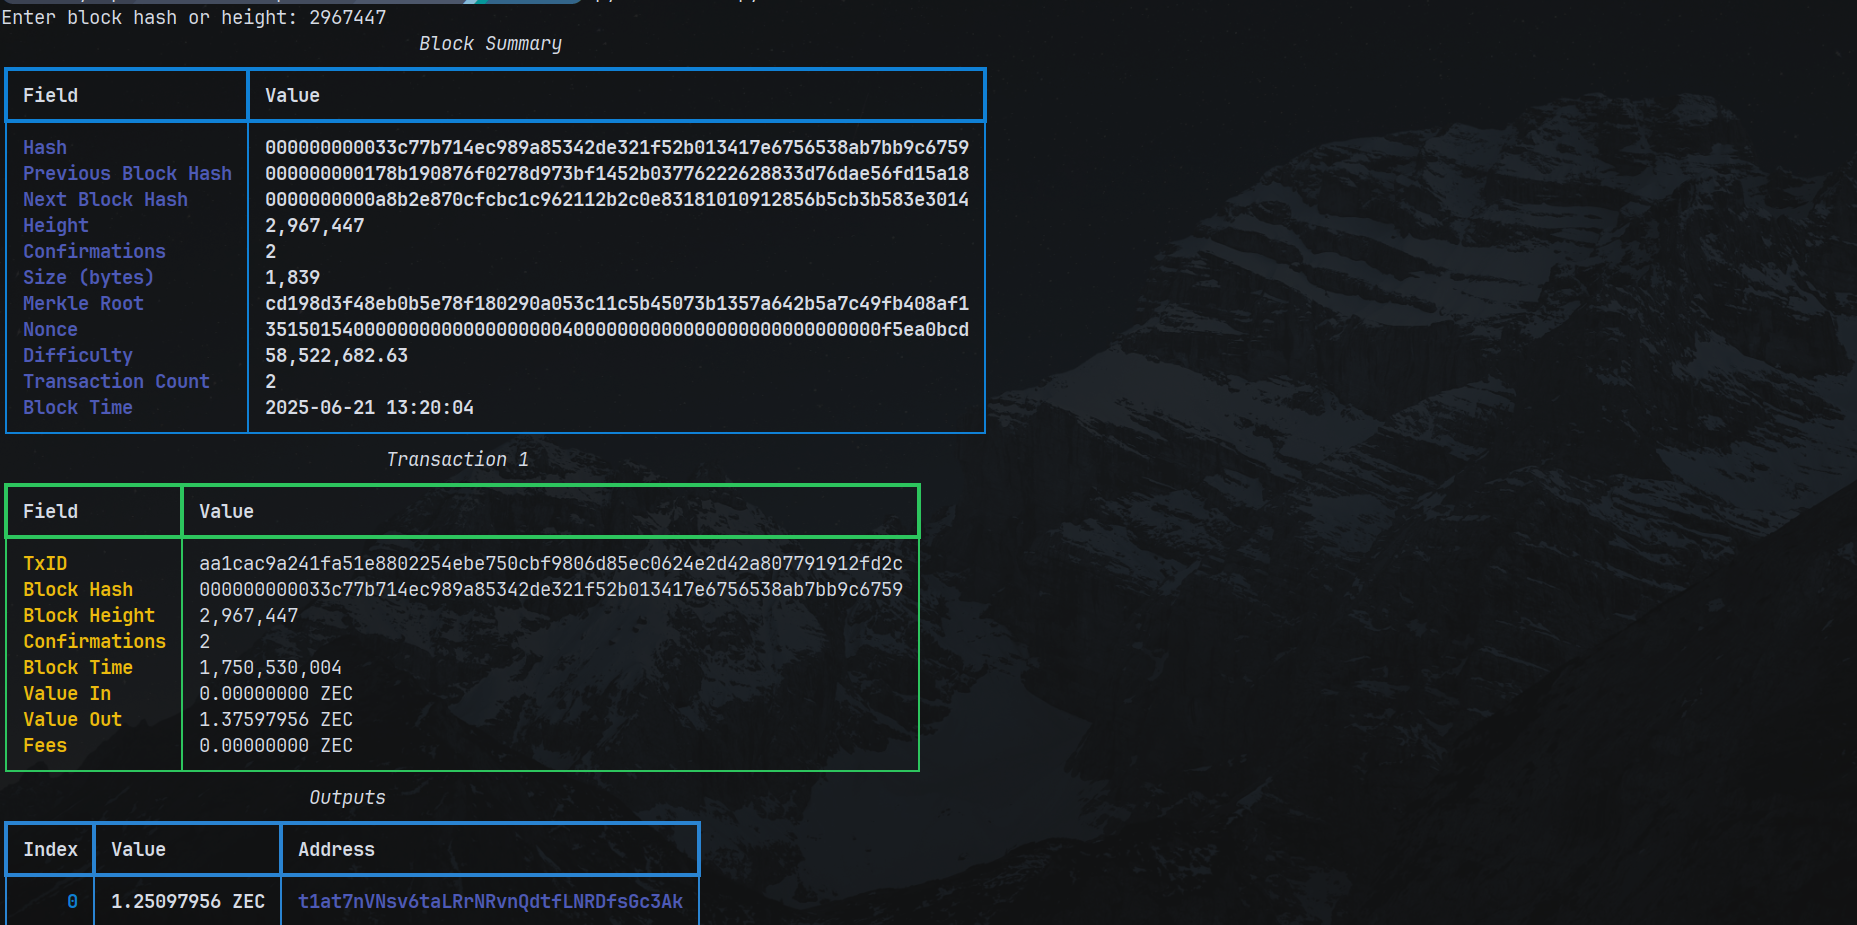 Enter block hash or height: 2967447
Block Summary
Field Value
Hash 000000000033c77b714ec989a85342de321f52b013417e6756538ab7bb9c6759
Previous Block Hash 000000000178b190876f0278d973bf1452b03776222628833d76dae56fd15a18
Next Block Hash 0000000000a8b2e870cfcbc1c962112b2c0e83181010912856b5cb3b583e3014
Height 2,967,447
Confirmations 2
Size (bytes) 1,839
Merkle Root cd198d3f48eb0b5e78f180290a053c11c5b45073b1357a642b5a7c49fb408af1
Nonce 3515015400000000000000000004000000000000000000000000000f5ea0bcd
Difficulty 58,522,682.63
Transaction Count 2
Block Time 2025-06-21 13:20:04
Transaction 1
Field Value
TxID aa1cac9a241fa51e8802254ebe750cbf9806d85ec0624e2d42a807791912fd2c
Block Hash 000000000033c77b714ec989a85342de321f52b013417e6756538ab7bb9c6759
Block Height 2,967,447
Confirmations 2
Block Time 1,750,530,004
Value In 0.00000000 ZEC
Value Out 1.37597956 ZEC
Fees 0.00000000 ZEC
Outputs
Index Value Address
0 1.25097956 ZEC t1at7nVNsv6taLRrNRvnQdtfLNRDfsGc3Ak